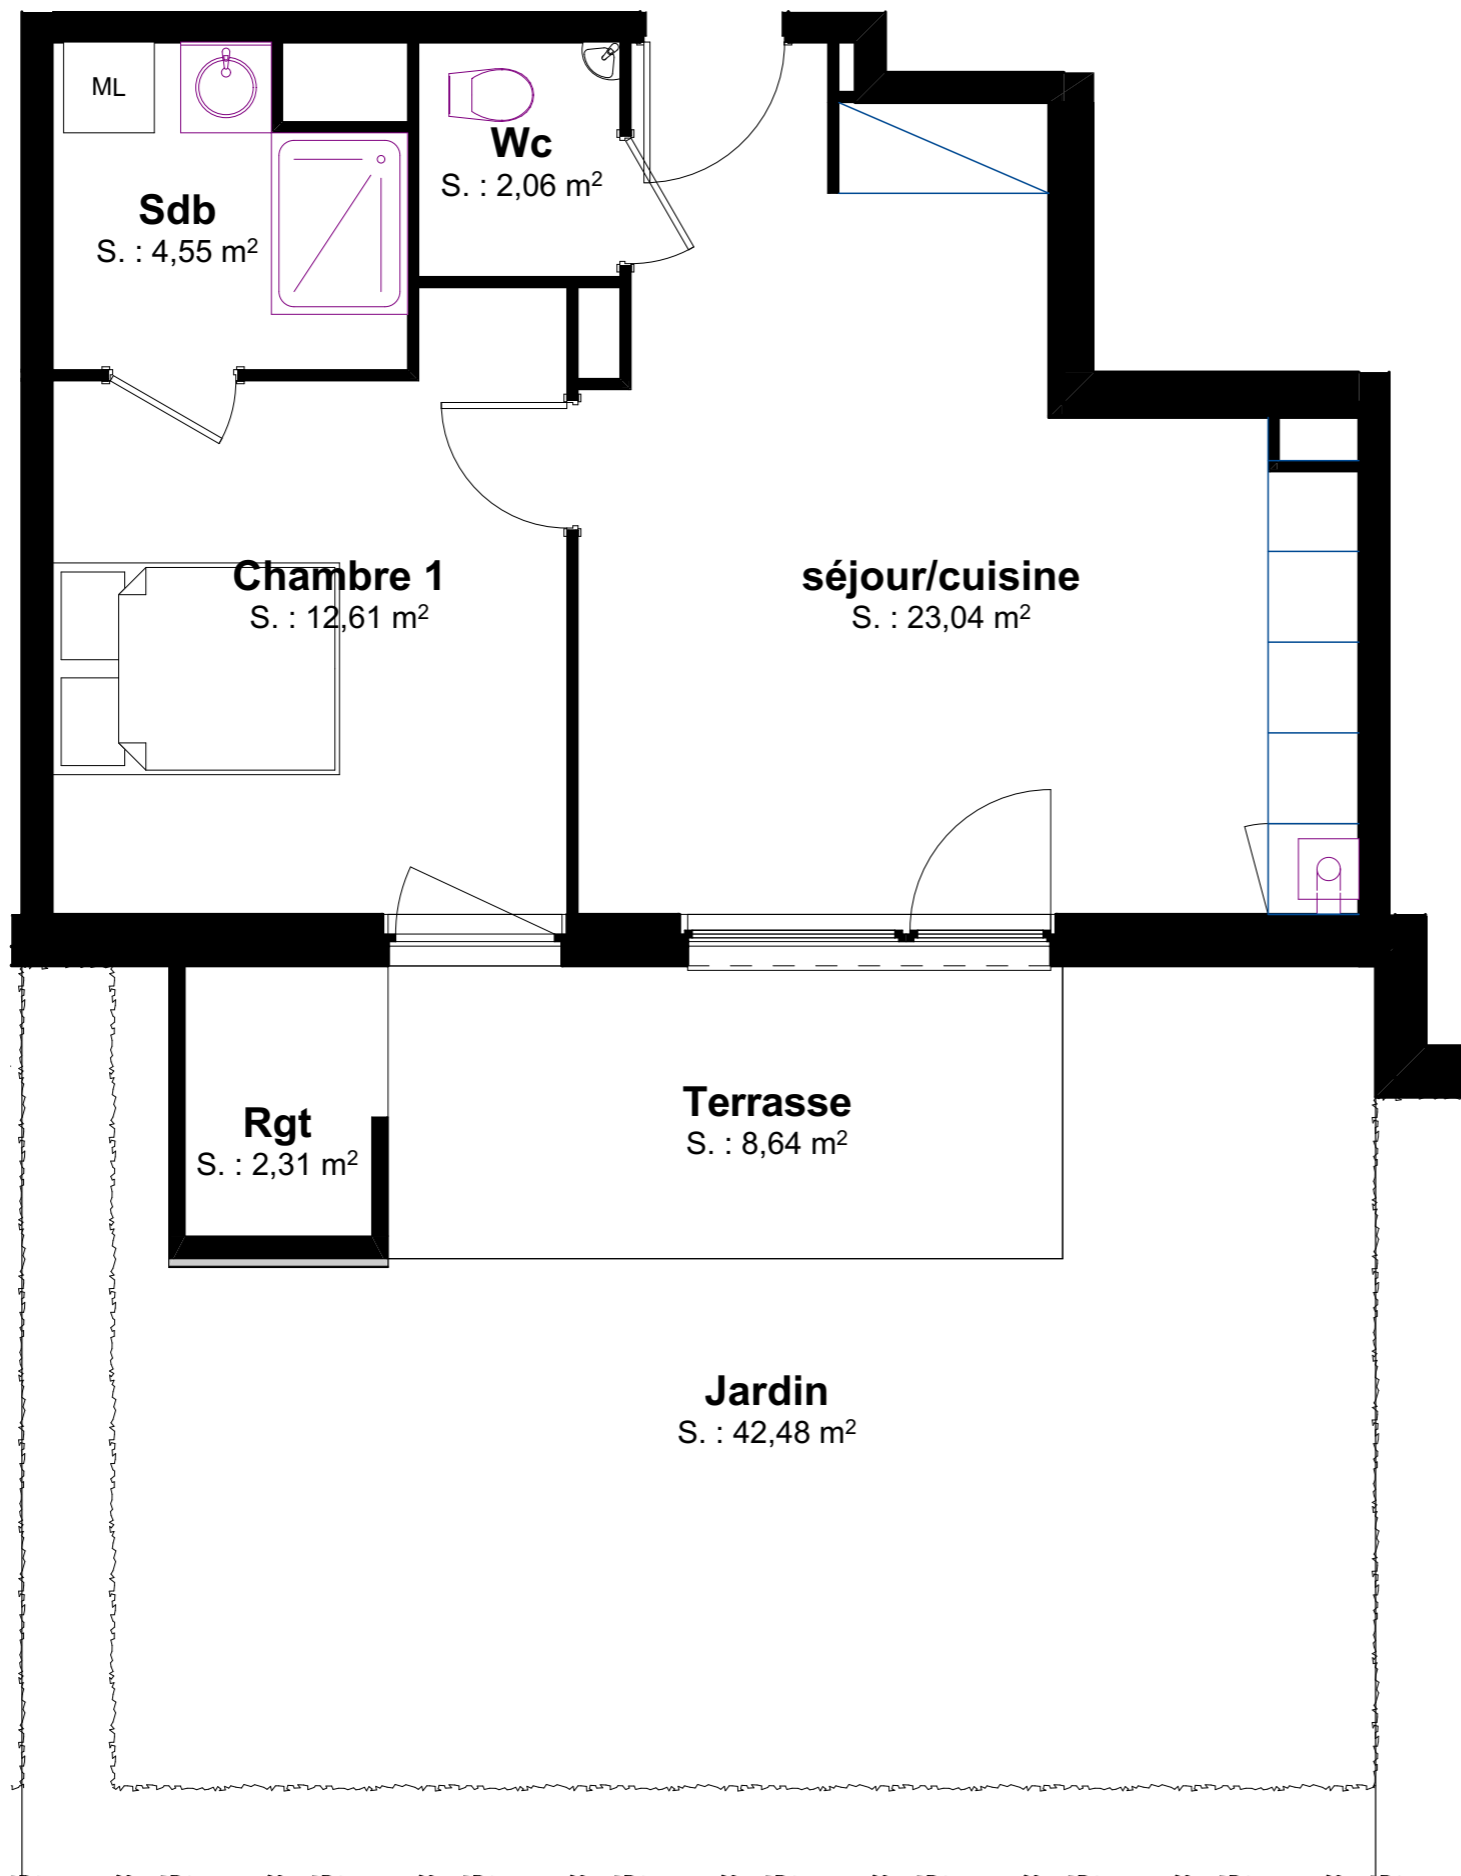 ML
Wc
S. : 2,06 m²
Sdb
S. : 4,55 m²
Chambre 1
S. : 12,61 m²
séjour/cuisine
S. : 23,04 m²
Terrasse
S. : 8,64 m²
Rgt
S. : 2,31 m²
Jardin
S. : 42,48 m²